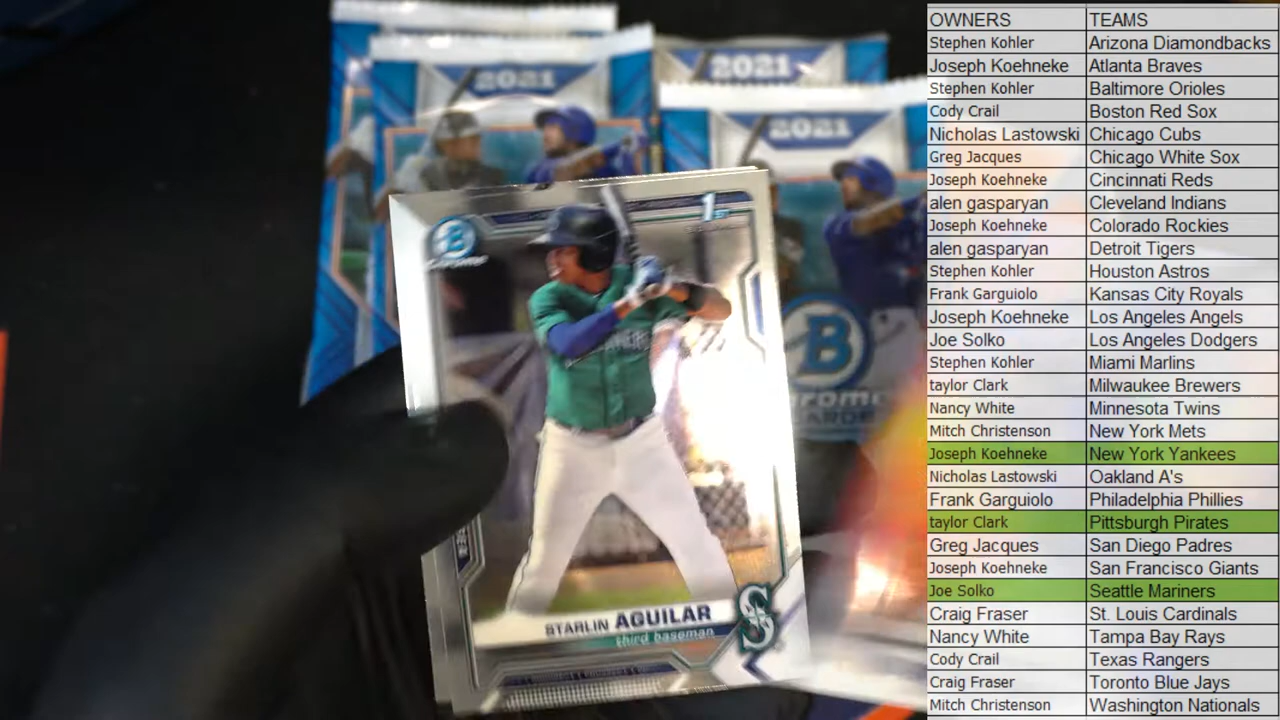 2021
2021
2021
1st
B
CHROME
STARLIN AGUILAR
third baseman
S
B
OWNERS TEAMS
Stephen Kohler Arizona Diamondbacks
Joseph Koehneke Atlanta Braves
Stephen Kohler Baltimore Orioles
Cody Crail Boston Red Sox
Nicholas Lastowski Chicago Cubs
Greg Jacques Chicago White Sox
Joseph Koehneke Cincinnati Reds
alen gasparyan Cleveland Indians
Joseph Koehneke Colorado Rockies
alen gasparyan Detroit Tigers
Stephen Kohler Houston Astros
Frank Garguiolo Kansas City Royals
Joseph Koehneke Los Angeles Angels
Joe Solko Los Angeles Dodgers
Stephen Kohler Miami Marlins
taylor Clark Milwaukee Brewers
Nancy White Minnesota Twins
Mitch Christenson New York Mets
Joseph Koehneke New York Yankees
Nicholas Lastowski Oakland A's
Frank Garguiolo Philadelphia Phillies
taylor Clark Pittsburgh Pirates
Greg Jacques San Diego Padres
Joseph Koehneke San Francisco Giants
Joe Solko Seattle Mariners
Craig Fraser St. Louis Cardinals
Nancy White Tampa Bay Rays
Cody Crail Texas Rangers
Craig Fraser Toronto Blue Jays
Mitch Christenson Washington Nationals